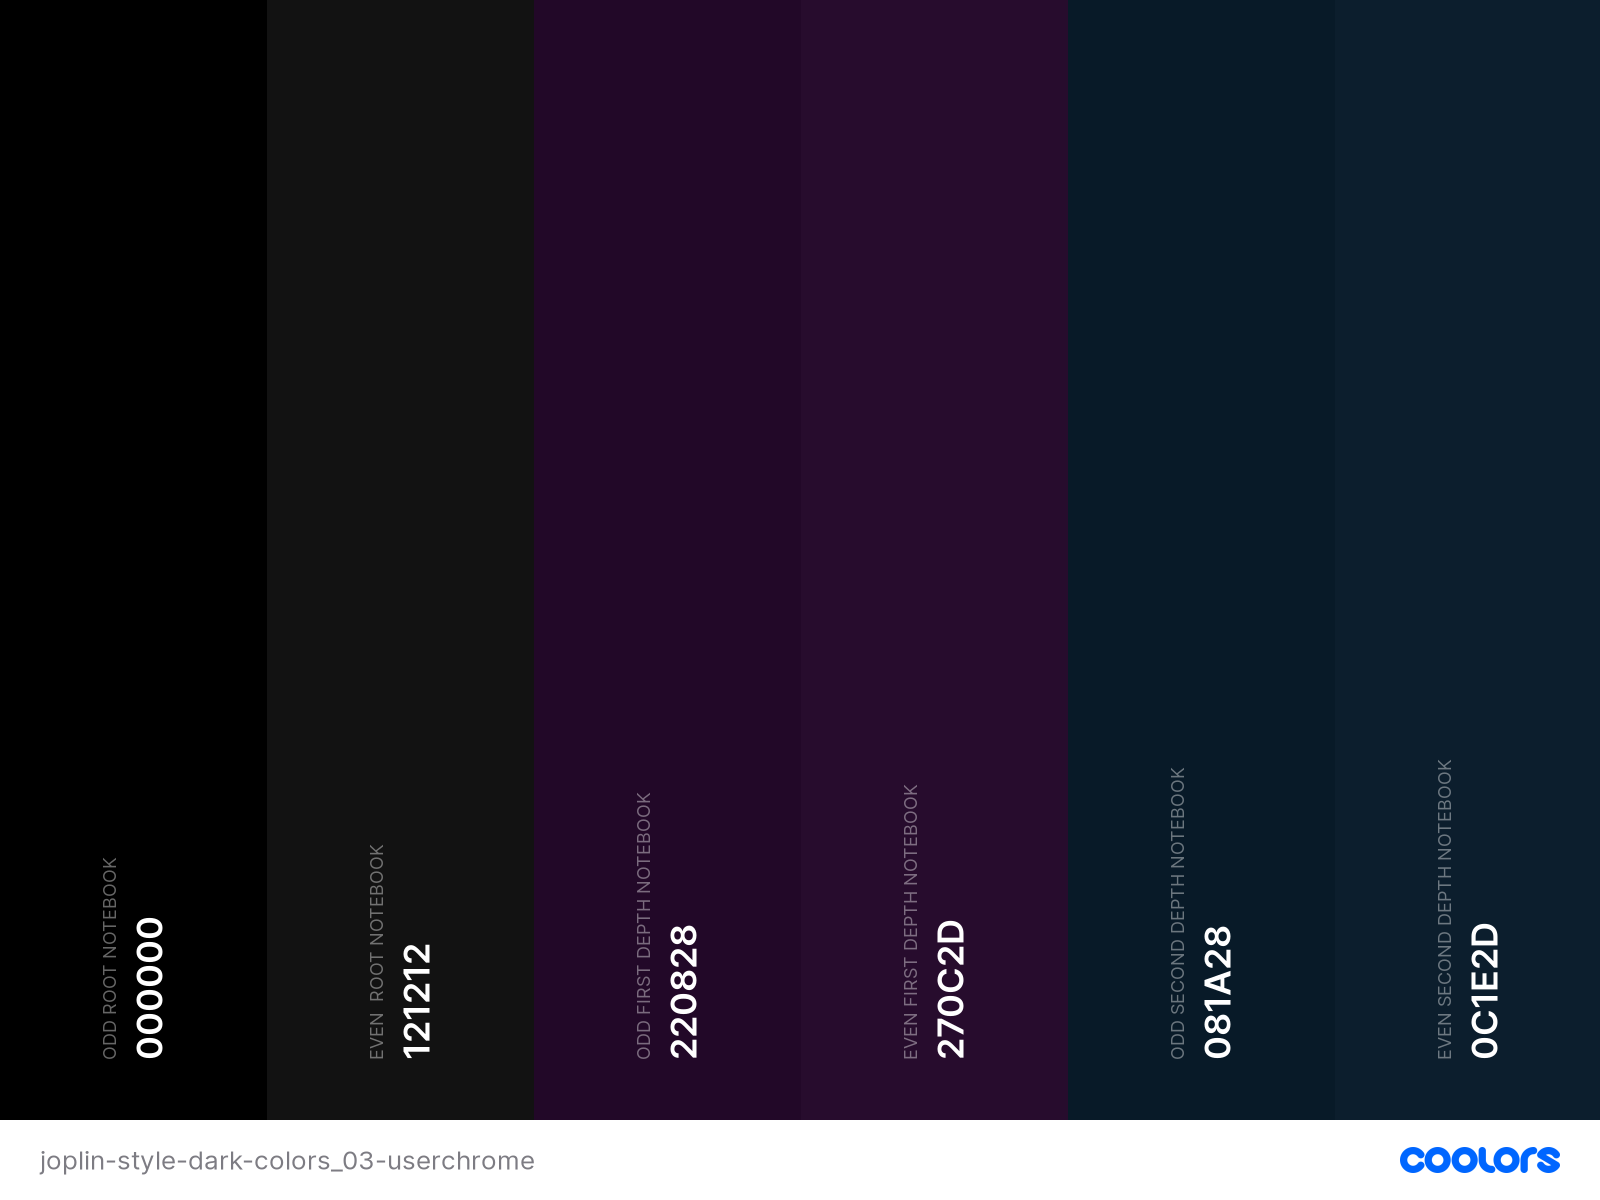 ODD ROOT NOTEBOOK
000000
EVEN ROOT NOTEBOOK
121212
ODD FIRST DEPTH NOTEBOOK
220828
EVEN FIRST DEPTH NOTEBOOK
270C2D
ODD SECOND DEPTH NOTEBOOK
081A28
EVEN SECOND DEPTH NOTEBOOK
0C1E2D
joplin-style-dark-colors_03-userchrome
coolors